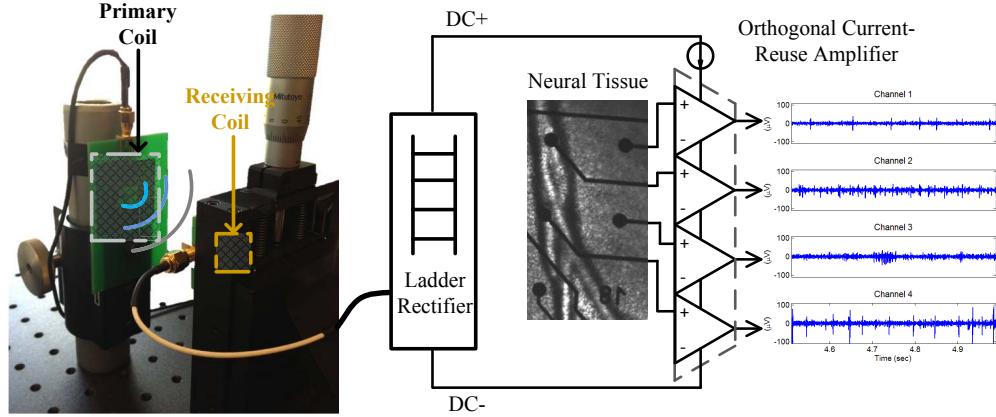 Primary
Coil
Receiving
Coil
Mitutoyo
Ladder
Rectifier
DC+
DC-
Neural Tissue
18
Orthogonal Current-
Reuse Amplifier
+
-
+
-
+
-
+
-
Channel 1
100
0
-100
(μV)
Channel 2
100
0
-100
(μV)
Channel 3
100
0
-100
(μV)
Channel 4
100
0
-100
(μV)
4.6 4.7 4.8 4.9
Time (sec)